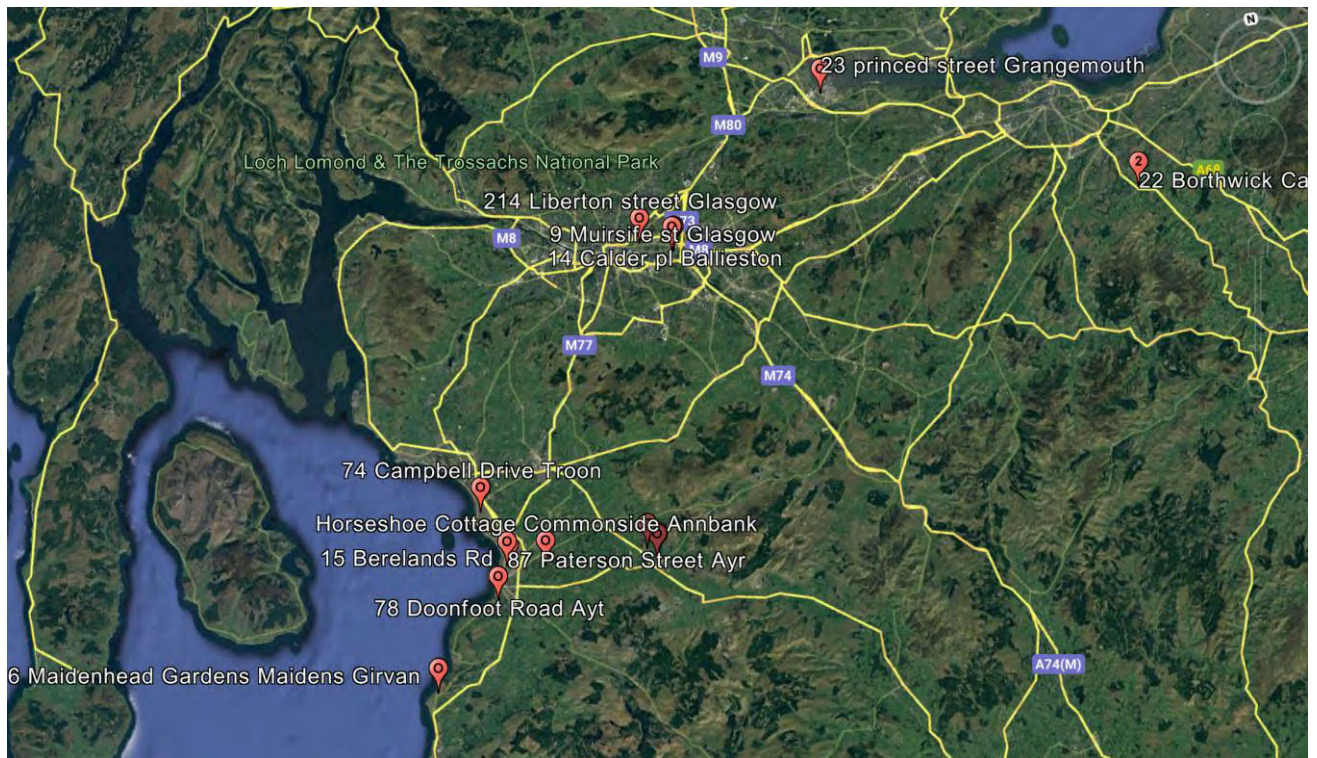 N
M9
23 princed street Grangemouth
M80
Loch Lomond & The Trossachs National Park
A68
2
22 Borthwick Ca
214 Liberton street Glasgow
M73
M8
9 Muirsife st Glasgow
M8
14 Calder pl Ballieston
M77
M74
74 Campbell Drive Troon
Horseshoe Cottage Commonside Annbank
15 Berelands Rd
87 Paterson Street Ayr
78 Doonfoot Road Ayt
A74(M)
6 Maidenhead Gardens Maidens Girvan